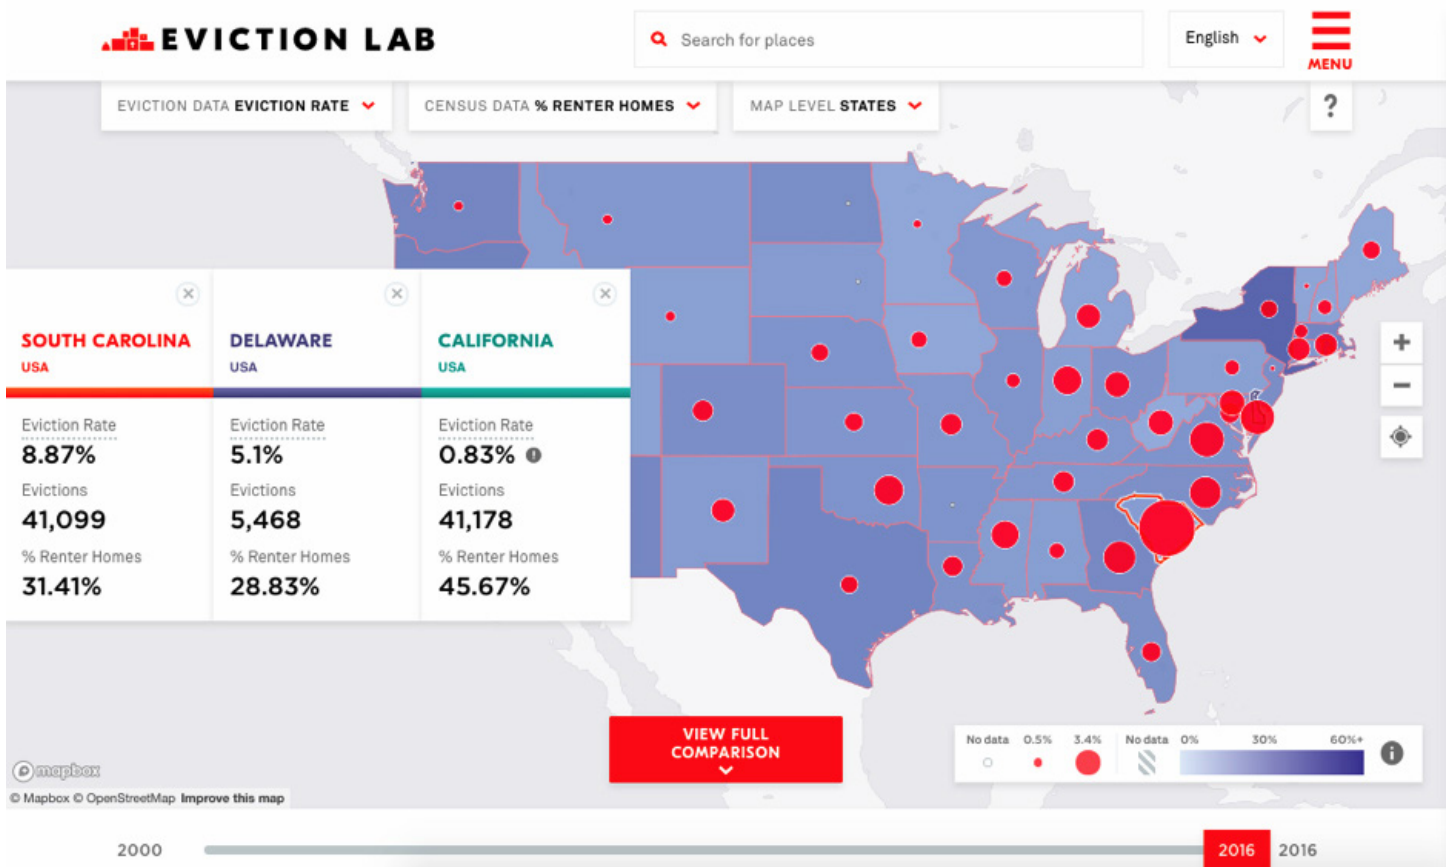 EVICTION LAB
Search for places
English
MENU
EVICTION DATA EVICTION RATE
CENSUS DATA % RENTER HOMES
MAP LEVEL STATES
?
SOUTH CAROLINA
USA
Eviction Rate
8.87%
Evictions
41,099
% Renter Homes
31.41%
DELAWARE
USA
Eviction Rate
5.1%
Evictions
5,468
% Renter Homes
28.83%
CALIFORNIA
USA
Eviction Rate
0.83%
Evictions
41,178
% Renter Homes
45.67%
VIEW FULL
COMPARISON
No data 0.5% 3.4%
No data 0% 30% 60%+
mapbox
© Mapbox © OpenStreetMap Improve this map
2000
2016
2016